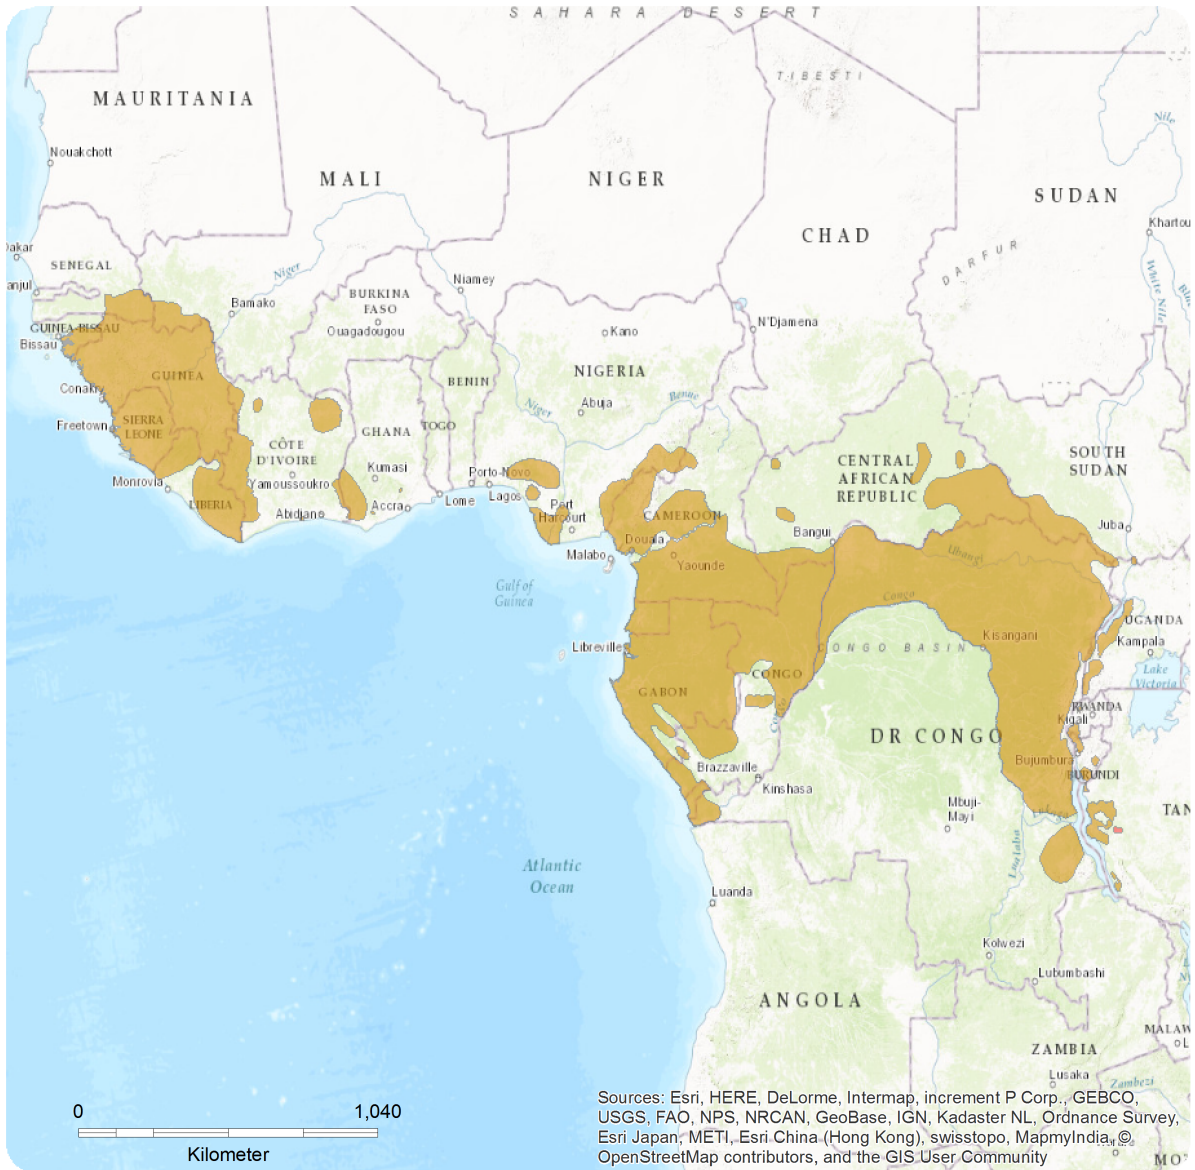 SAHARA DESERT
TIBESTI
MAURITANIA
Nile
Nouakchott
MALI
NIGER
SUDAN
Khartou
CHAD
Dakar
DARFUR
SENEGAL
Niger
Niamey
White Nile
anjul
BURKINA
FASO
Bamako
GUINEA-BISSAU
Ouagadougou
N'Djamena
Kano
Bissau
GUINEA
BENIN
NIGERIA
Conakry
Niger
Benue
Abuja
SIERRA
LEONE
Freetown
GHANA
TOGO
CÔTE
D'IVOIRE
CENTRAL
AFRICAN
REPUBLIC
SOUTH
SUDAN
Kumasi
Porto-Novo
Monrovia
Yamoussoukro
Lagos
Lome
LIBERIA
Accra
Abidjan
Port
Harcourt
CAMEROON
Bangui
Juba
Douala
Malabo
Yaounde
Ubangi
Gulf of
Guinea
Congo
UGANDA
Kampala
Kisangani
Libreville
CONGO BASIN
Lake
Victoria
CONGO
GABON
RWANDA
Kigali
Congo
DR CONGO
Bujumbura
Brazzaville
BURUNDI
Kinshasa
Mbuji-
Mayi
Lukuga
TAN
Lualaba
Atlantic
Ocean
Luanda
Kolwezi
Lubumbashi
ANGOLA
MALAW
L
ZAMBIA
Lusaka
Zambezi
0 1,040
Kilometer
Sources: Esri, HERE, DeLorme, Intermap, increment P Corp., GEBCO,
USGS, FAO, NPS, NRCAN, GeoBase, IGN, Kadaster NL, Ordnance Survey,
Esri Japan, METI, Esri China (Hong Kong), swisstopo, MapmyIndia, ©
OpenStreetMap contributors, and the GIS User Community
MO